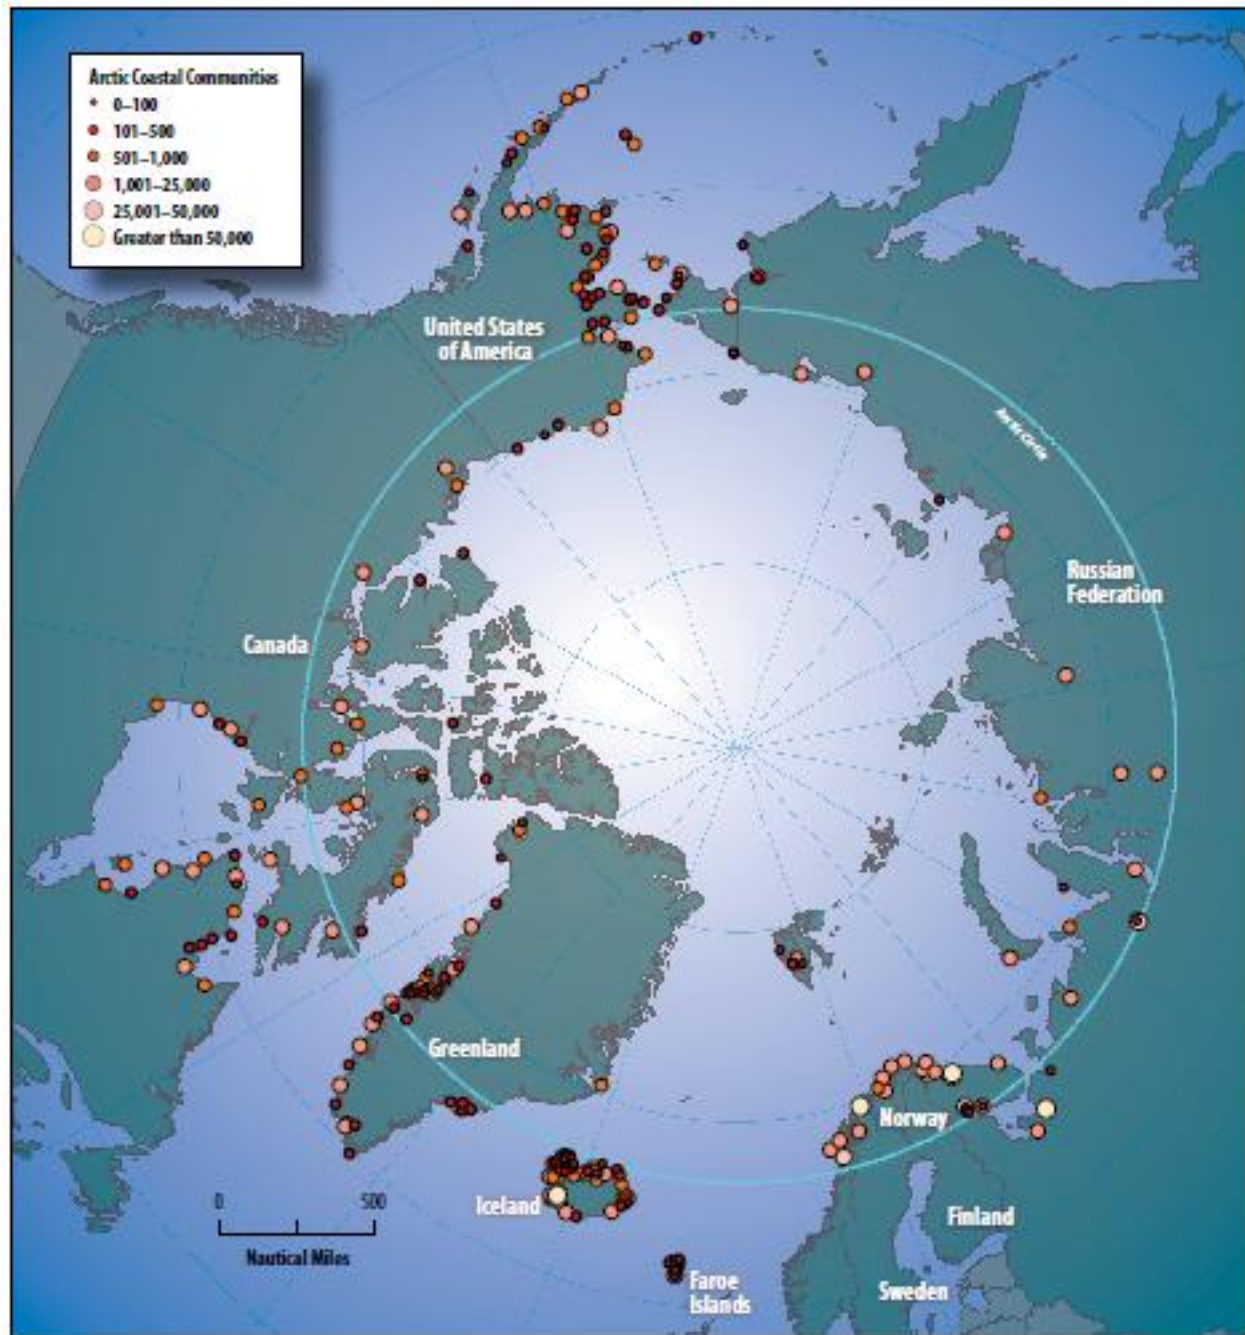 Arctic Coastal Communities
0–100
101–500
501–1,000
1,001–25,000
25,001–50,000
Greater than 50,000
United States
of America
Arctic Circle
Russian
Federation
Canada
Greenland
Norway
0 500
Nautical Miles
Iceland
Finland
Faroe
Islands
Sweden